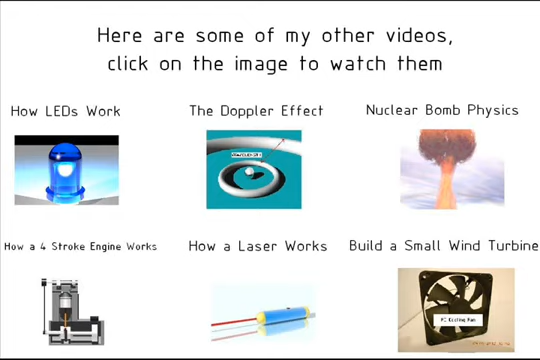 Here are some of my other videos,
click on the image to watch them
How LEDs Work
The Doppler Effect
Nuclear Bomb Physics
How a 4 Stroke Engine Works
How a Laser Works
Build a Small Wind Turbine
PC Cooling Fan